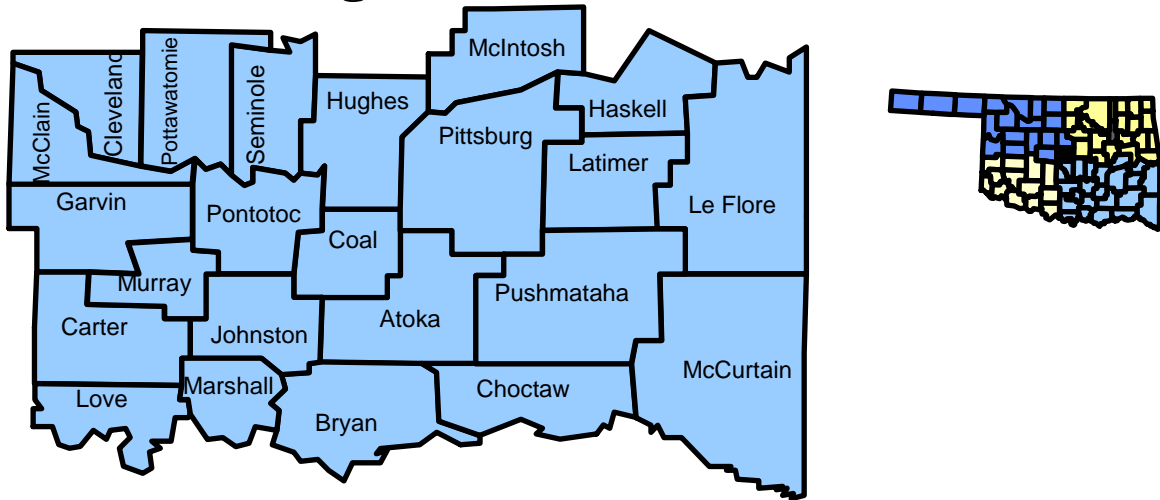 McIntosh
McClain
Cleveland
Pottawatomie
Seminole
Hughes
Pittsburg
Haskell
Latimer
Garvin
Pontotoc
Le Flore
Coal
Murray
Pushmataha
Carter
Johnston
Atoka
McCurtain
Love
Marshall
Choctaw
Bryan